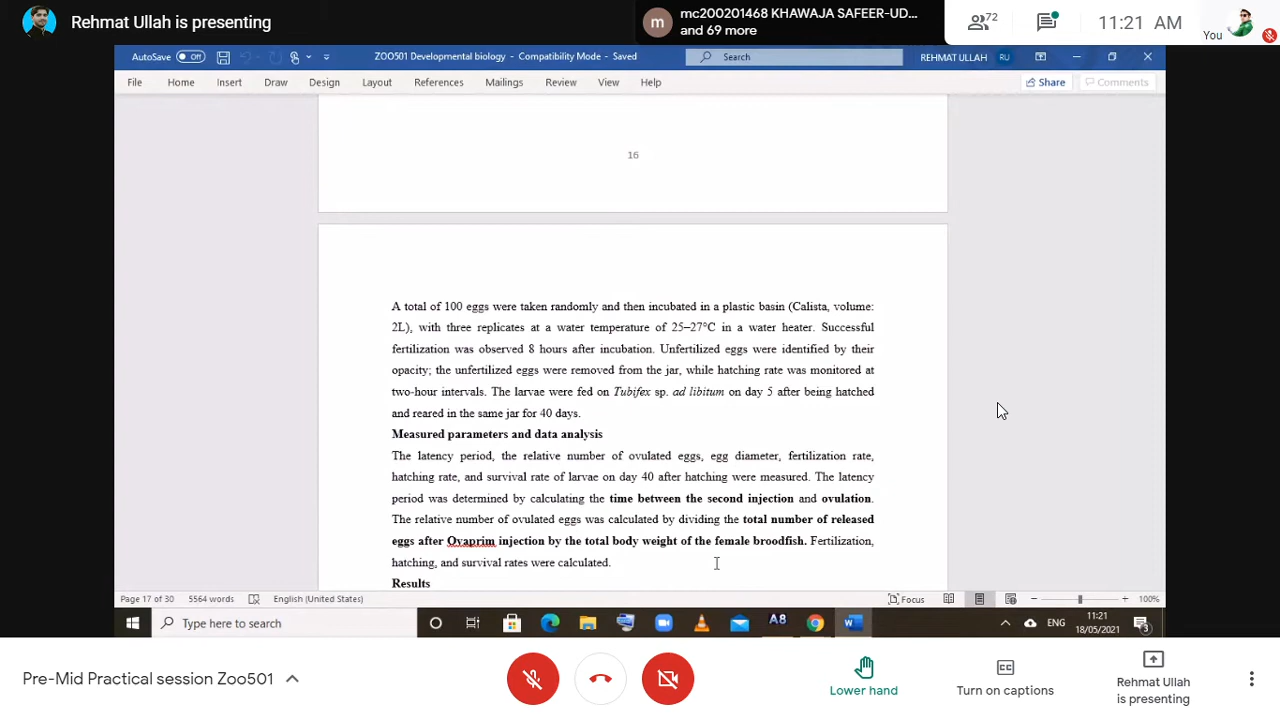 Rehmat Ullah is presenting
m
mc200201468 KHAWAJA SAFEER-UD...
and 69 more
72
11:21 AM
You
AutoSave
Off
ZOO501 Developmental biology - Compatibility Mode - Saved
Search
REHMAT ULLAH
RU
File Home Insert Draw Design Layout References Mailings Review View Help
Share
Comments
16
A total of 100 eggs were taken randomly and then incubated in a plastic basin (Calista, volume:
2L), with three replicates at a water temperature of 25–27°C in a water heater. Successful
fertilization was observed 8 hours after incubation. Unfertilized eggs were identified by their
opacity; the unfertilized eggs were removed from the jar, while hatching rate was monitored at
two-hour intervals. The larvae were fed on Tubifex sp. ad libitum on day 5 after being hatched
and reared in the same jar for 40 days.
Measured parameters and data analysis
The latency period, the relative number of ovulated eggs, egg diameter, fertilization rate,
hatching rate, and survival rate of larvae on day 40 after hatching were measured. The latency
period was determined by calculating the time between the second injection and ovulation.
The relative number of ovulated eggs was calculated by dividing the total number of released
eggs after Ovaprim injection by the total body weight of the female broodfish. Fertilization,
hatching, and survival rates were calculated.
Results
Page 17 of 30 5564 words English (United States)
Focus
100%
Type here to search
A8
ENG
11:21
18/05/2021
3
Pre-Mid Practical session Zoo501
Lower hand
Turn on captions
Rehmat Ullah
is presenting